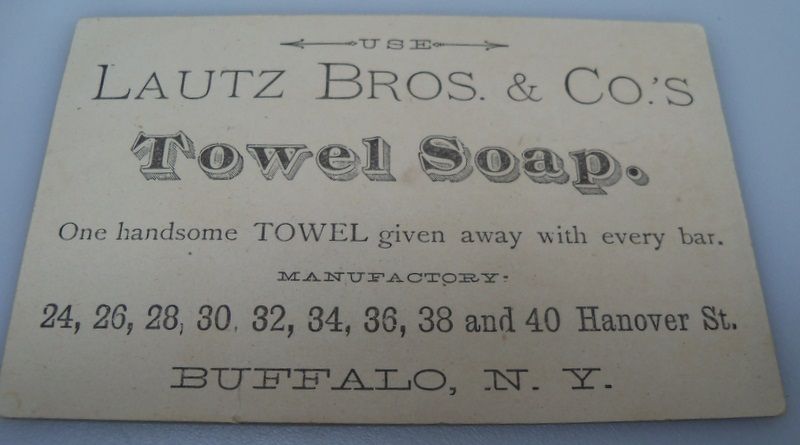 USE
LAUTZ BROS. & CO.'S
Towel Soap.
One handsome TOWEL given away with every bar.
MANUFACTORY:
24, 26, 28, 30, 32, 34, 36, 38 and 40 Hanover St.
BUFFALO, N. Y.